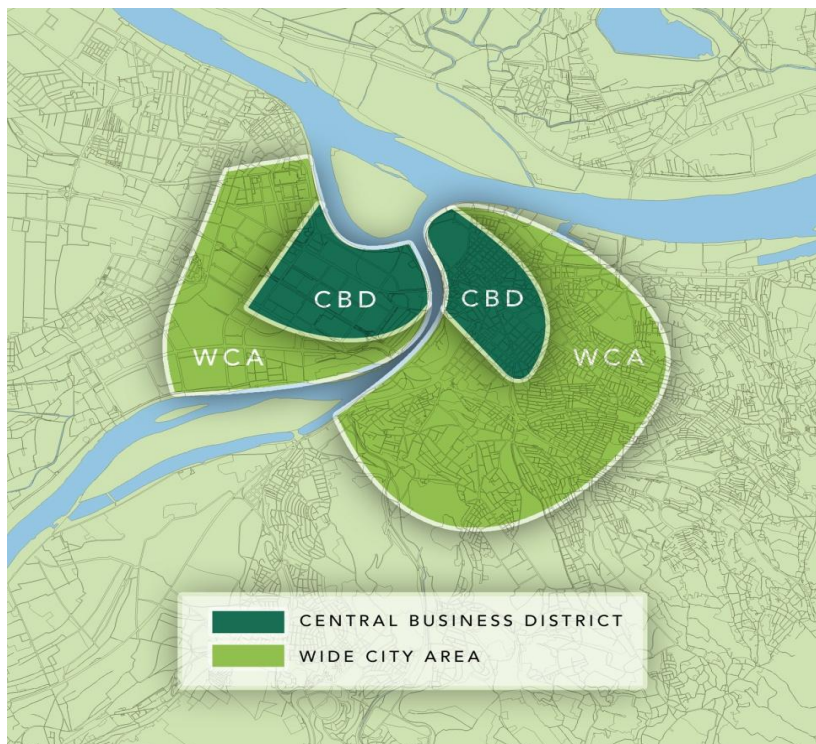 CBD
CBD
WCA
WCA
CENTRAL BUSINESS DISTRICT
WIDE CITY AREA